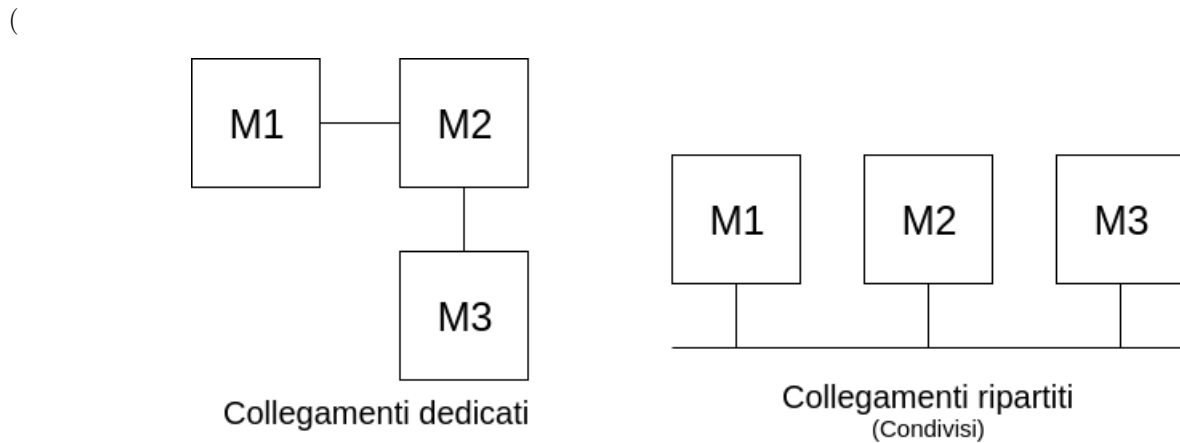 (
M1
M2
M3
Collegamenti dedicati
M1
M2
M3
Collegamenti ripartiti
(Condivisi)